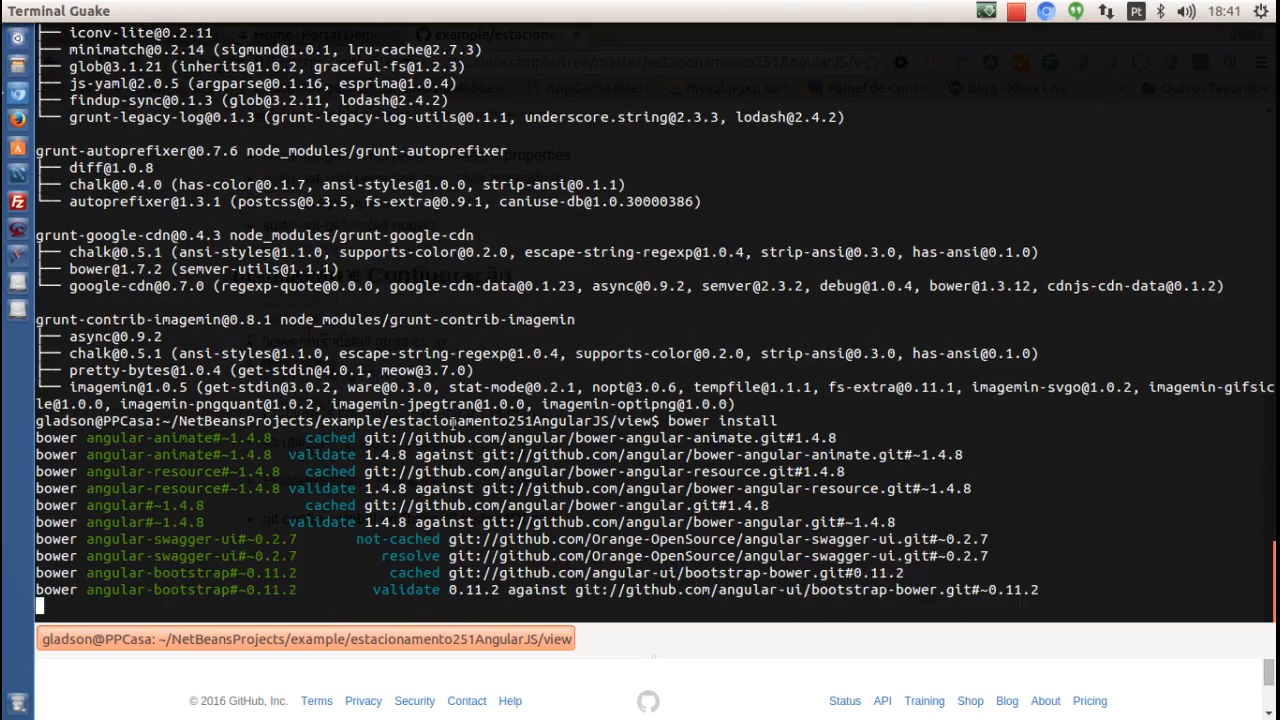 Terminal Guake
Pt
18:41
├── iconv-lite@0.2.11
├── minimatch@0.2.14 (sigmund@1.0.1, lru-cache@2.7.3)
├── glob@3.1.21 (inherits@1.0.2, graceful-fs@1.2.3)
├── js-yaml@2.0.5 (argparse@0.1.16, esprima@1.0.4)
├── findup-sync@0.1.3 (glob@3.2.11, lodash@2.4.2)
└── grunt-legacy-log@0.1.3 (grunt-legacy-log-utils@0.1.1, underscore.string@2.3.3, lodash@2.4.2)
grunt-autoprefixer@0.7.6 node_modules/grunt-autoprefixer
├── diff@1.0.8
├── chalk@0.4.0 (has-color@0.1.7, ansi-styles@1.0.0, strip-ansi@0.1.1)
└── autoprefixer@1.3.1 (postcss@0.3.5, fs-extra@0.9.1, caniuse-db@1.0.30000386)
grunt-google-cdn@0.4.3 node_modules/grunt-google-cdn
├── chalk@0.5.1 (ansi-styles@1.1.0, supports-color@0.2.0, escape-string-regexp@1.0.4, strip-ansi@0.3.0, has-ansi@0.1.0)
├── bower@1.7.2 (semver-utils@1.1.1)
└── google-cdn@0.7.0 (regexp-quote@0.0.0, google-cdn-data@0.1.23, async@0.9.2, semver@2.3.2, debug@1.0.4, bower@1.3.12, cdnjs-cdn-data@0.1.2)
grunt-contrib-imagemin@0.8.1 node_modules/grunt-contrib-imagemin
├── async@0.9.2
├── chalk@0.5.1 (ansi-styles@1.1.0, escape-string-regexp@1.0.4, supports-color@0.2.0, strip-ansi@0.3.0, has-ansi@0.1.0)
├── pretty-bytes@1.0.4 (get-stdin@4.0.1, meow@3.7.0)
└── imagemin@1.0.5 (get-stdin@3.0.2, ware@0.3.0, stat-mode@0.2.1, nopt@3.0.6, tempfile@1.1.1, fs-extra@0.11.1, imagemin-svgo@1.0.2, imagemin-gifsic
le@1.0.0, imagemin-pngquant@1.0.2, imagemin-jpegtran@1.0.0, imagemin-optipng@1.0.0)
gladson@PPCasa:~/NetBeansProjects/example/estacionamento251AngularJS/view$ bower install
bower angular-animate#~1.4.8 cached git://github.com/angular/bower-angular-animate.git#1.4.8
bower angular-animate#~1.4.8 validate 1.4.8 against git://github.com/angular/bower-angular-animate.git#~1.4.8
bower angular-resource#~1.4.8 cached git://github.com/angular/bower-angular-resource.git#1.4.8
bower angular-resource#~1.4.8 validate 1.4.8 against git://github.com/angular/bower-angular-resource.git#~1.4.8
bower angular#~1.4.8 cached git://github.com/angular/bower-angular.git#1.4.8
bower angular#~1.4.8 validate 1.4.8 against git://github.com/angular/bower-angular.git#~1.4.8
bower angular-swagger-ui#~0.2.7 not-cached git://github.com/Orange-OpenSource/angular-swagger-ui.git#~0.2.7
bower angular-swagger-ui#~0.2.7 resolve git://github.com/Orange-OpenSource/angular-swagger-ui.git#~0.2.7
bower angular-bootstrap#~0.11.2 cached git://github.com/angular-ui/bootstrap-bower.git#0.11.2
bower angular-bootstrap#~0.11.2 validate 0.11.2 against git://github.com/angular-ui/bootstrap-bower.git#~0.11.2
gladson@PPCasa: ~/NetBeansProjects/example/estacionamento251AngularJS/view
© 2016 GitHub, Inc. Terms Privacy Security Contact Help
Status API Training Shop Blog About Pricing